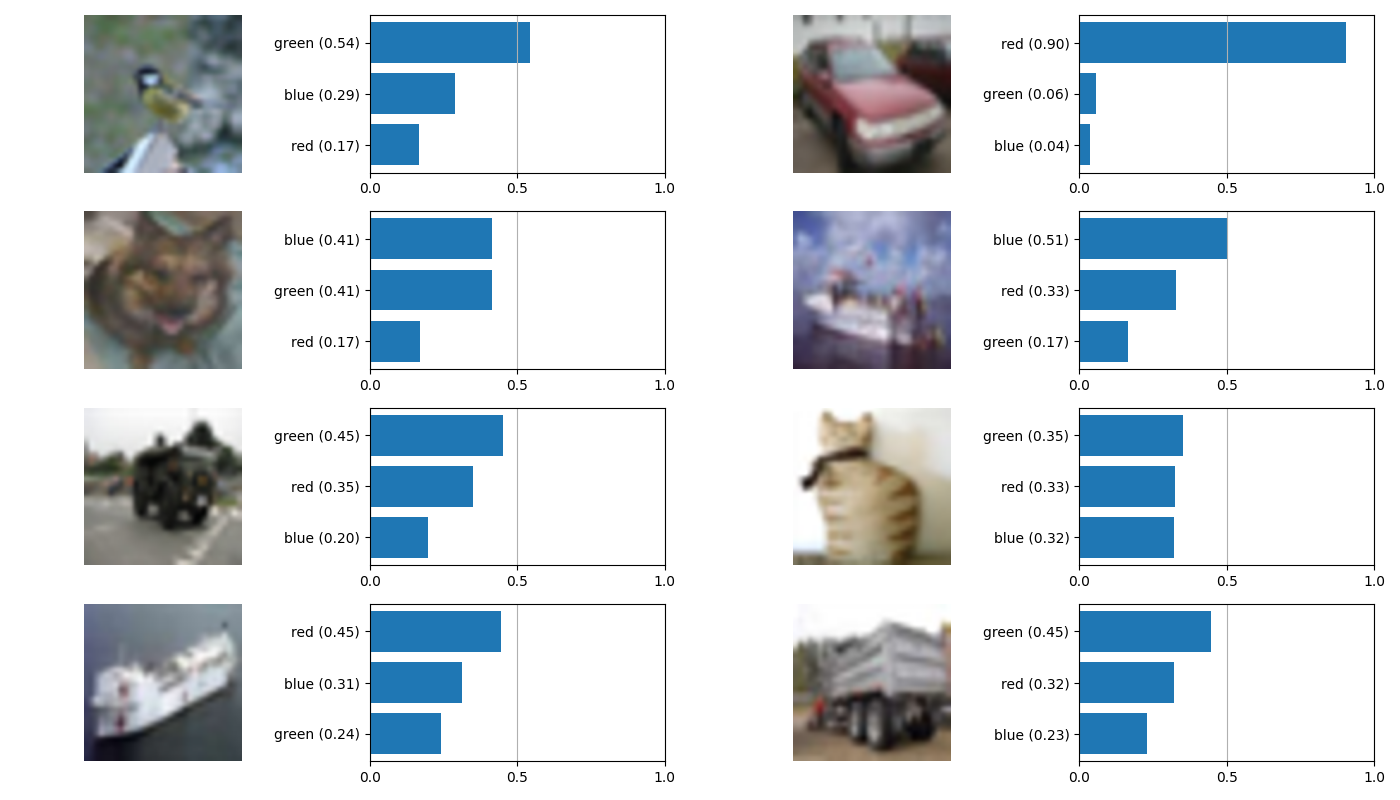 green (0.54)
blue (0.29)
red (0.17)
0.0 0.5 1.0
red (0.90)
green (0.06)
blue (0.04)
0.0 0.5 1.0
blue (0.41)
green (0.41)
red (0.17)
0.0 0.5 1.0
blue (0.51)
red (0.33)
green (0.17)
0.0 0.5 1.0
green (0.45)
red (0.35)
blue (0.20)
0.0 0.5 1.0
green (0.35)
red (0.33)
blue (0.32)
0.0 0.5 1.0
red (0.45)
blue (0.31)
green (0.24)
0.0 0.5 1.0
green (0.45)
red (0.32)
blue (0.23)
0.0 0.5 1.0